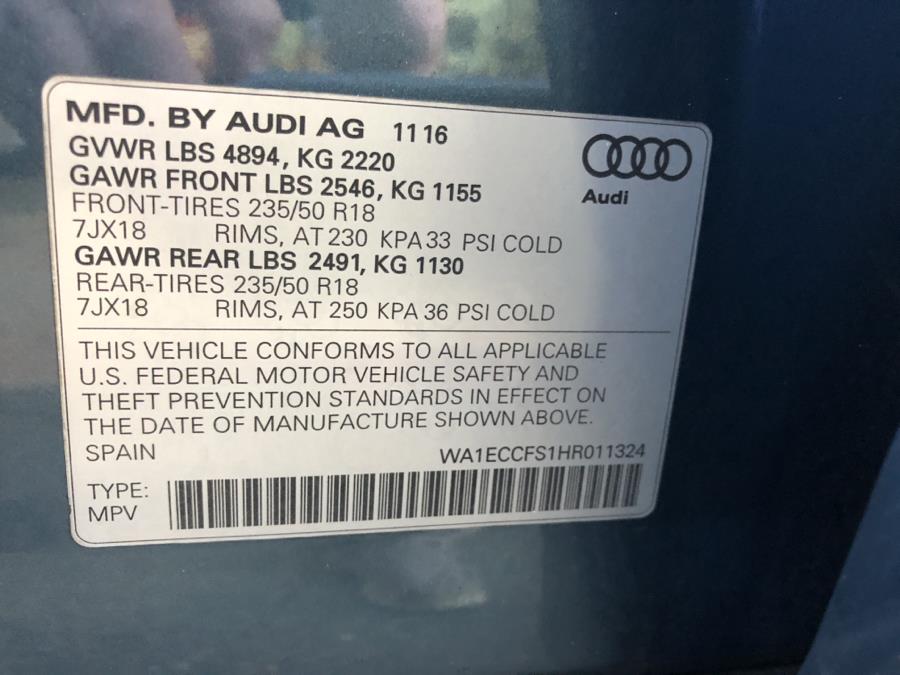 MFD. BY AUDI AG 11 16
GVWR LBS 4894, KG 2220
GAWR FRONT LBS 2546, KG 1155
FRONT-TIRES 235/50 R18
7JX18 RIMS, AT 230 KPA 33 PSI COLD
GAWR REAR LBS 2491, KG 1130
REAR-TIRES 235/50 R18
7JX18 RIMS, AT 250 KPA 36 PSI COLD
Audi
THIS VEHICLE CONFORMS TO ALL APPLICABLE
U.S. FEDERAL MOTOR VEHICLE SAFETY AND
THEFT PREVENTION STANDARDS IN EFFECT ON
THE DATE OF MANUFACTURE SHOWN ABOVE.
SPAIN WA1ECCFS1HR011324
TYPE:
MPV